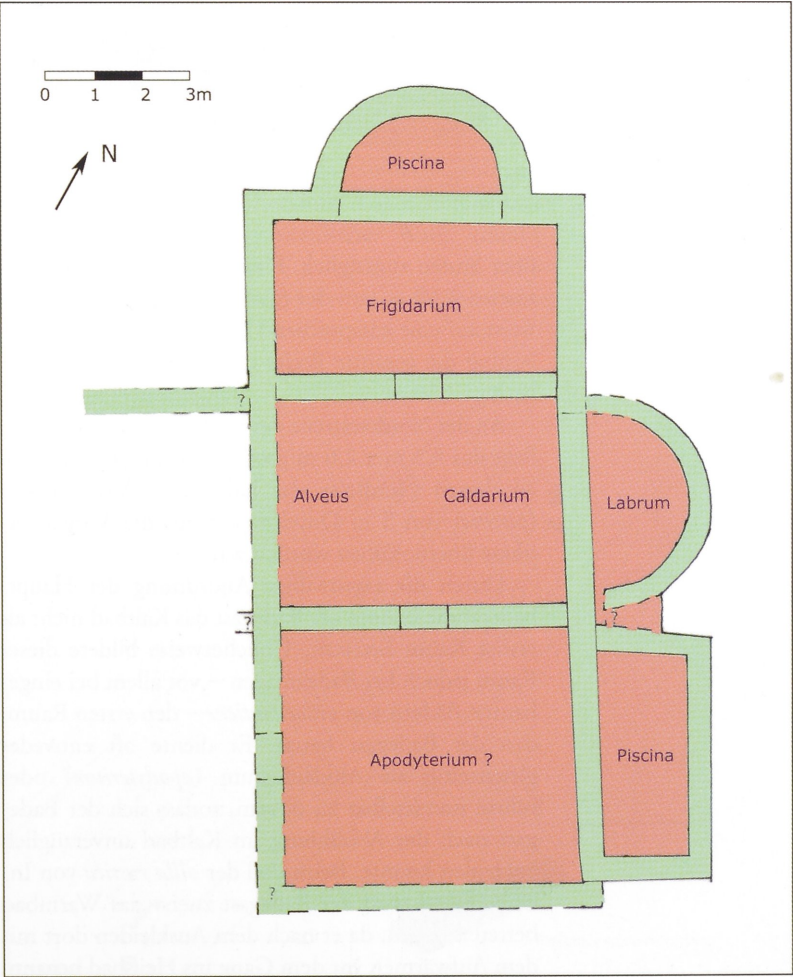 0 1 2 3m
N
Piscina
Frigidarium
?
Alveus Caldarium Labrum
?
?
Apodyterium ? Piscina
?